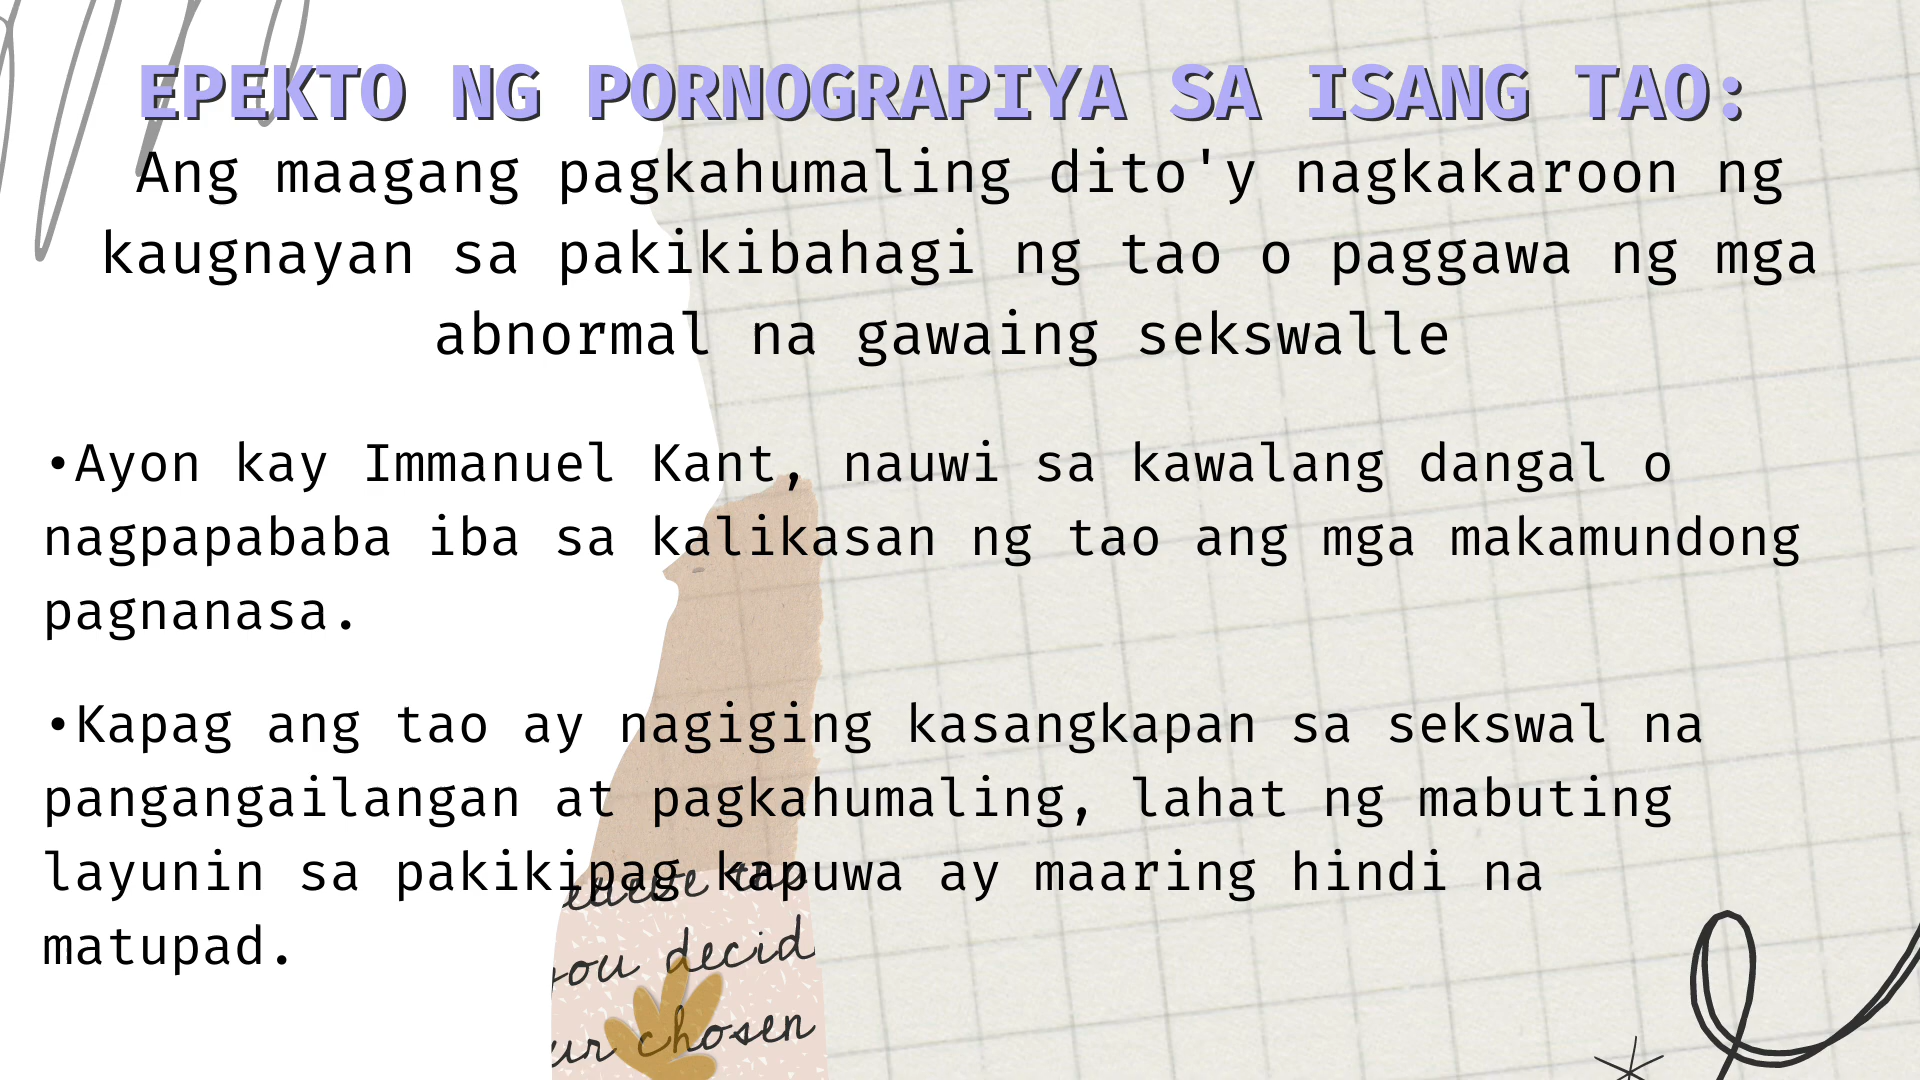 EPEKTO NG PORNOGRAPIYA SA ISANG TAO:
Ang maagang pagkahumaling dito'y nagkakaroon ng
kaugnayan sa pakikibahagi ng tao o paggawa ng mga
abnormal na gawaing sekswalle
•Ayon kay Immanuel Kant, nauwi sa kawalang dangal o
nagpapababa iba sa kalikasan ng tao ang mga makamundong
pagnanasa.
•Kapag ang tao ay nagiging kasangkapan sa sekswal na
pangangailangan at pagkahumaling, lahat ng mabuting
layunin sa pakikipag kapuwa ay maaring hindi na
matupad.
you decid
ur chosen